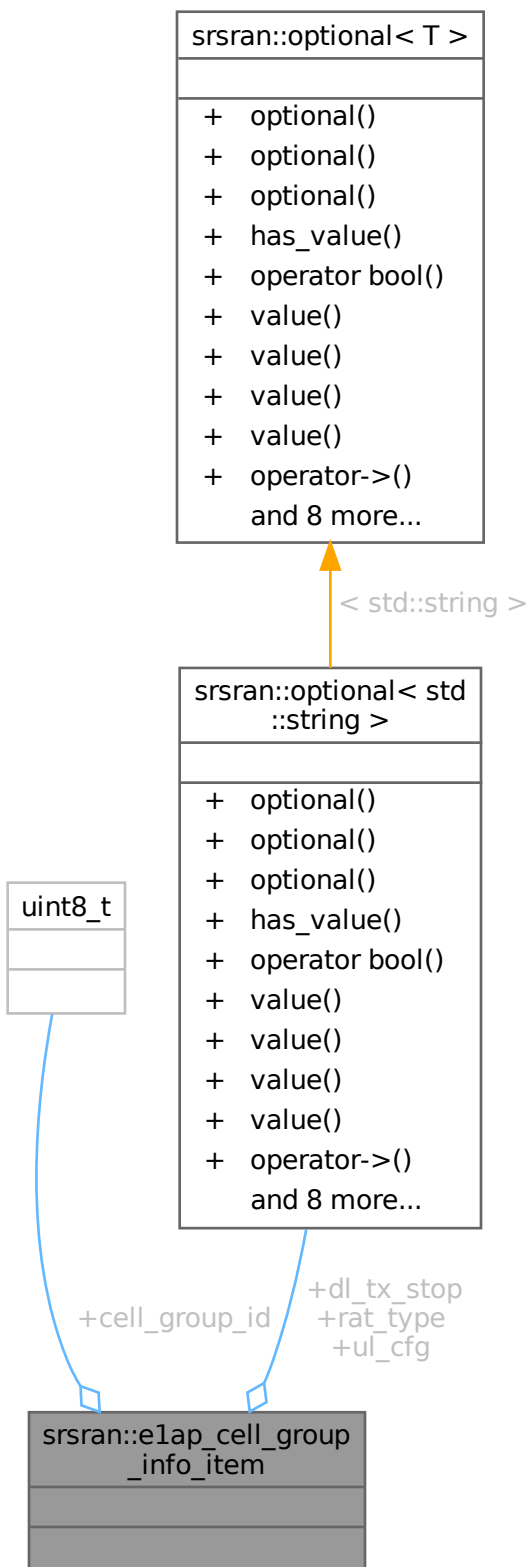 srsran::optional< T >
+ optional()
+ optional()
+ optional()
+ has_value()
+ operator bool()
+ value()
+ value()
+ value()
+ value()
+ operator->()
and 8 more...
< std::string >
srsran::optional< std
::string >
+ optional()
+ optional()
+ optional()
+ has_value()
+ operator bool()
+ value()
+ value()
+ value()
+ value()
+ operator->()
and 8 more...
uint8_t
+cell_group_id
+dl_tx_stop
+rat_type
+ul_cfg
srsran::e1ap_cell_group
_info_item